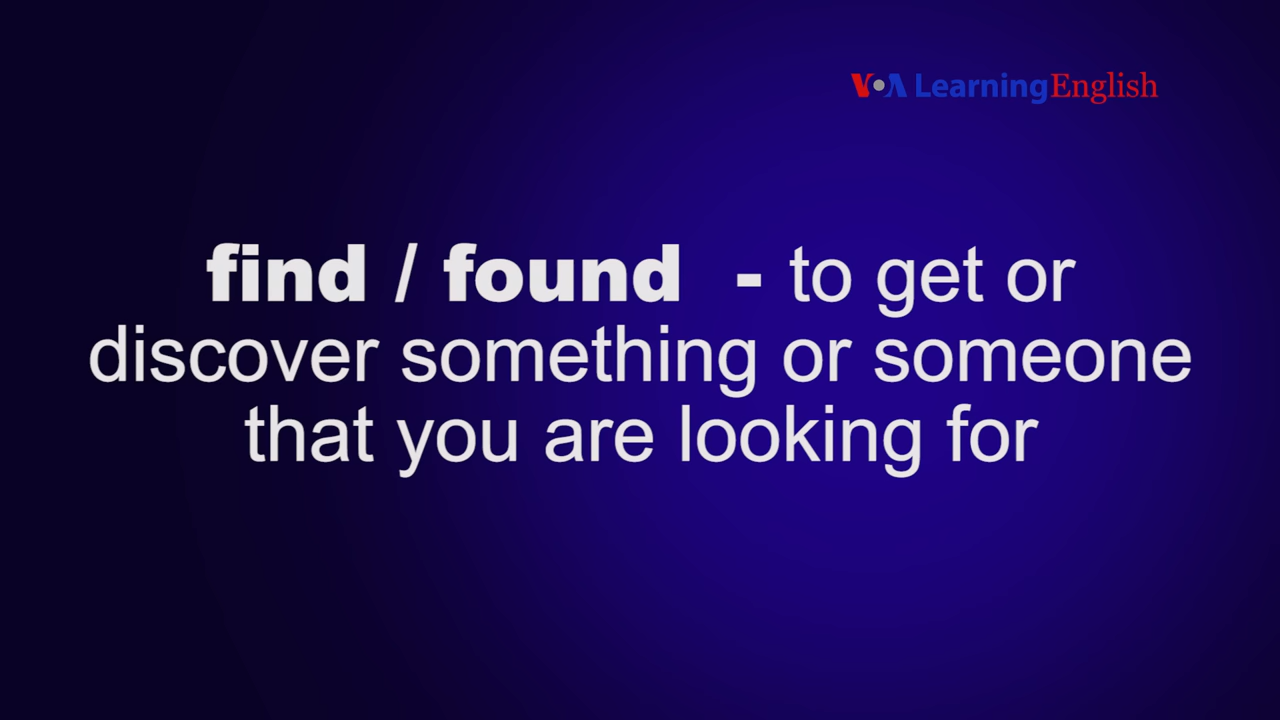 VOA LearningEnglish
find / found - to get or
discover something or someone
that you are looking for